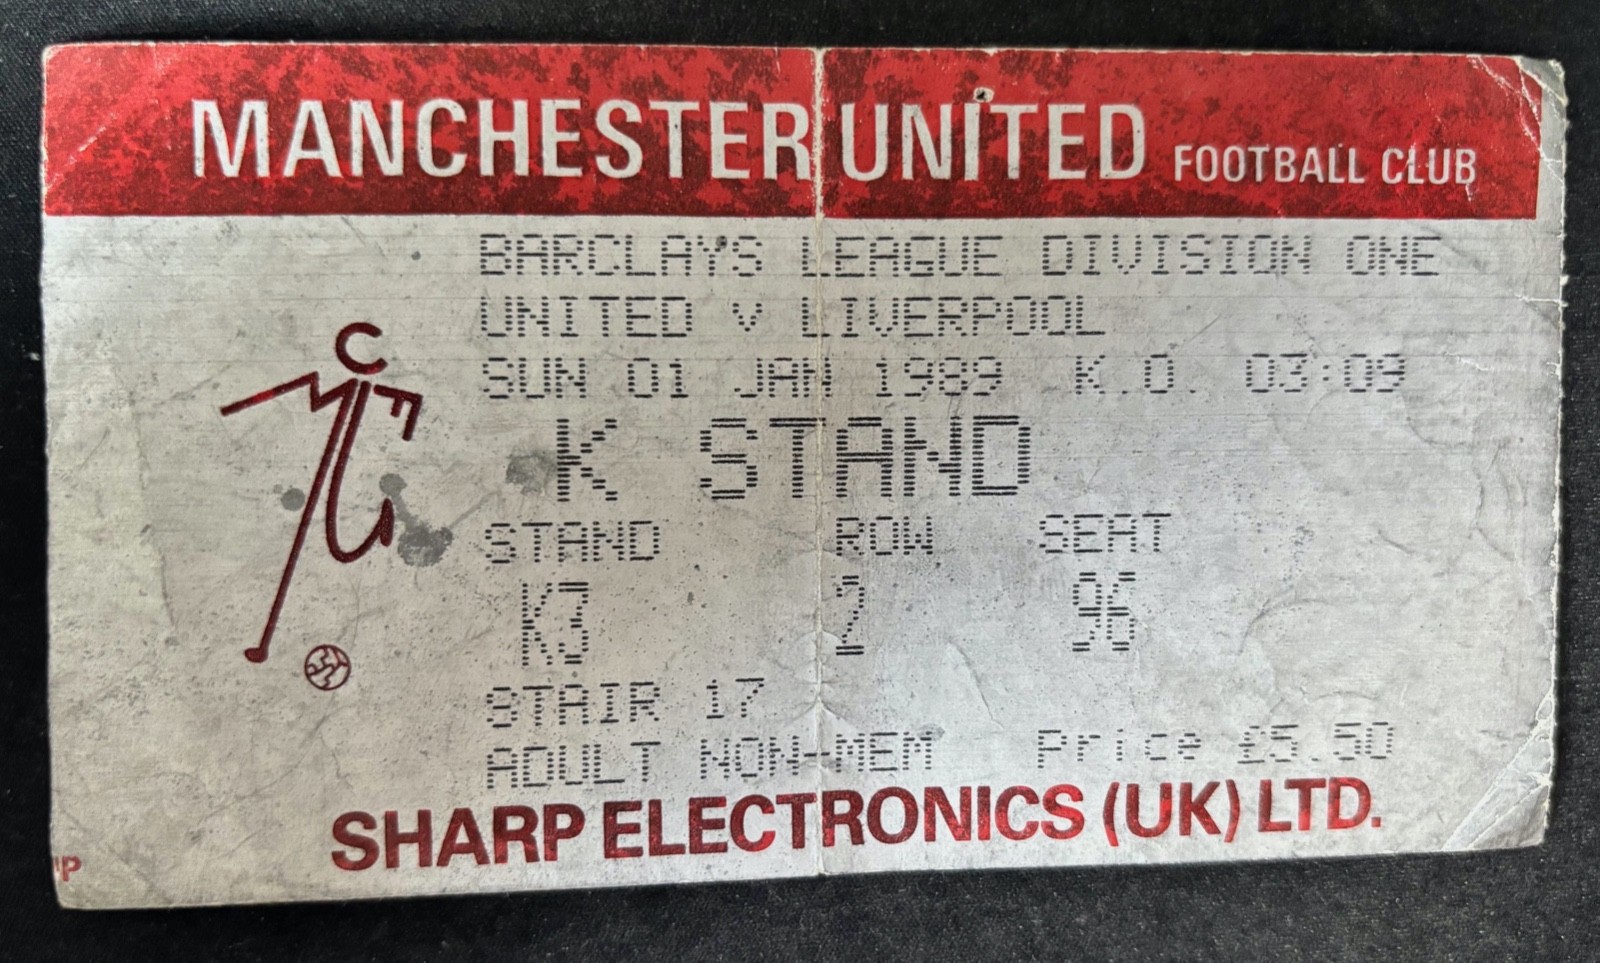 MANCHESTER UNITED FOOTBALL CLUB
BARCLAYS LEAGUE DIVISION ONE
UNITED V LIVERPOOL
SUN 01 JAN 1989 K.O. 03:09
K STAND
STAND ROW SEAT
K3 2 96
STAIR 17
ADULT NON-MEM Price £5.50
SHARP ELECTRONICS (UK) LTD.